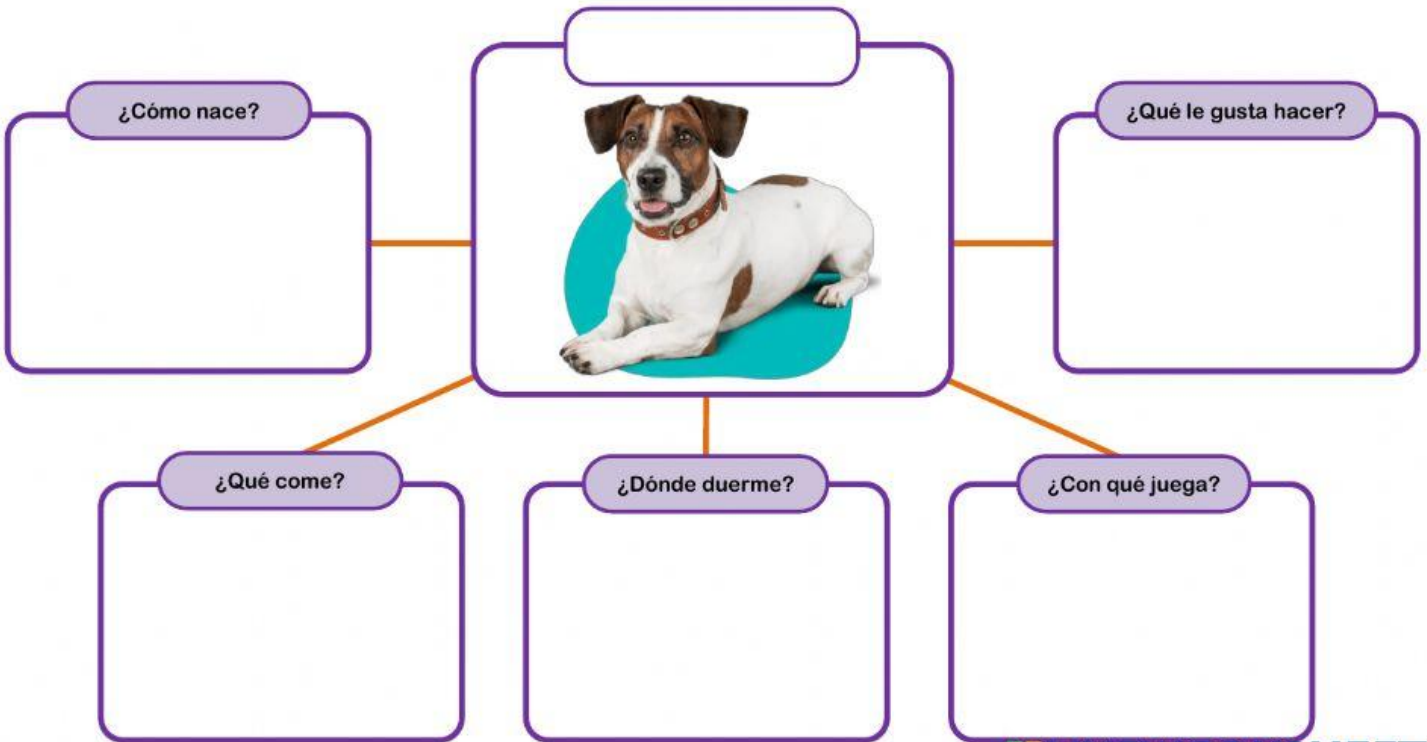 ¿Cómo nace?
¿Qué le gusta hacer?
¿Qué come?
¿Dónde duerme?
¿Con qué juega?